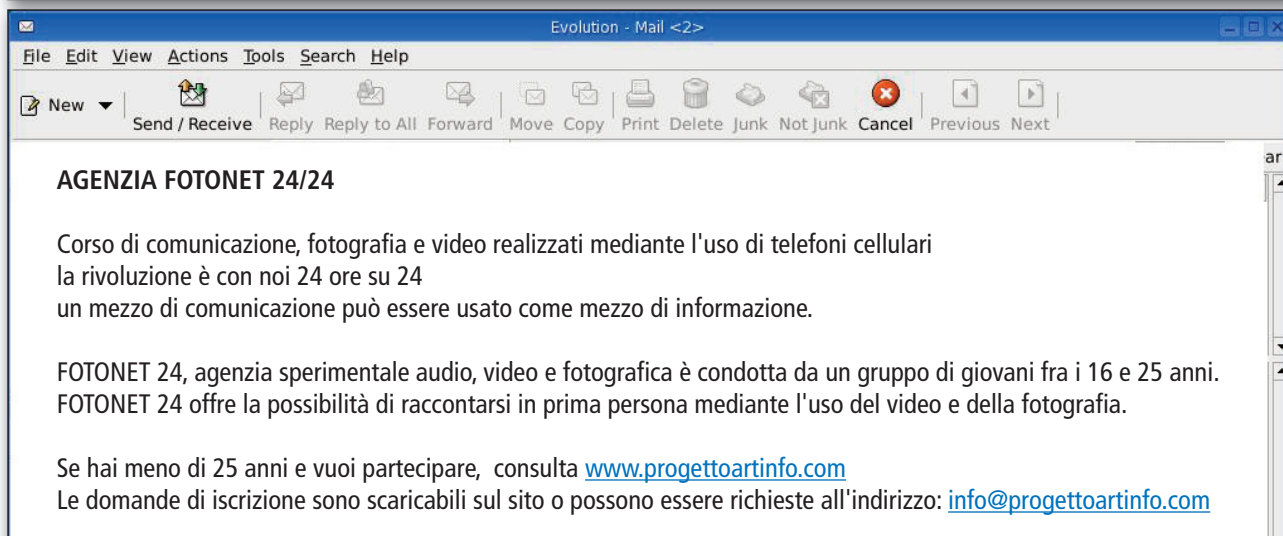 Evolution - Mail <2>
File Edit View Actions Tools Search Help
New Send / Receive Reply Reply to All Forward Move Copy Print Delete Junk Not Junk Cancel Previous Next
ar
AGENZIA FOTONET 24/24
Corso di comunicazione, fotografia e video realizzati mediante l'uso di telefoni cellulari
la rivoluzione è con noi 24 ore su 24
un mezzo di comunicazione può essere usato come mezzo di informazione.
FOTONET 24, agenzia sperimentale audio, video e fotografica è condotta da un gruppo di giovani fra i 16 e 25 anni.
FOTONET 24 offre la possibilità di raccontarsi in prima persona mediante l'uso del video e della fotografia.
Se hai meno di 25 anni e vuoi partecipare, consulta www.progettoartinfo.com
Le domande di iscrizione sono scaricabili sul sito o possono essere richieste all'indirizzo: info@progettoartinfo.com